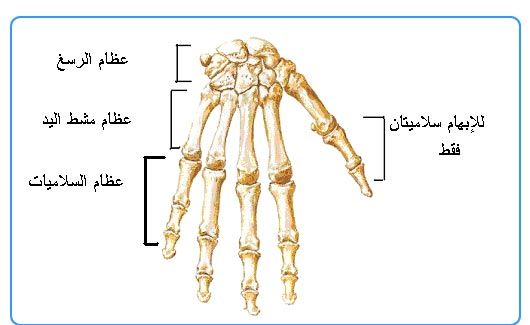 عظام الرسغ
عظام مشط اليد
عظام السلاميات
للإبهام سلاميتان
فقط